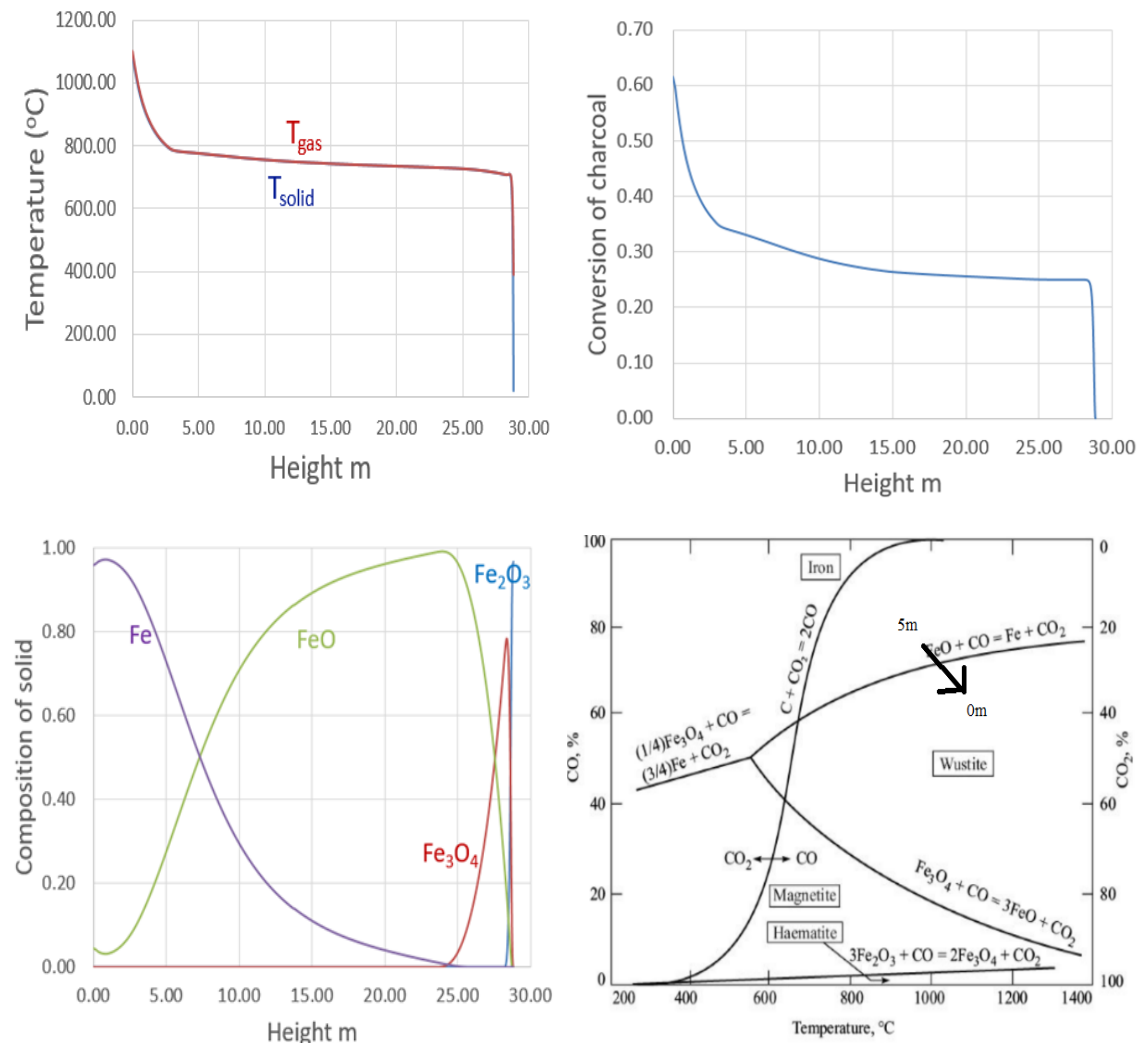 1200.00
1000.00
800.00
600.00
400.00
200.00
0.00
Temperature (°C)
T_gas
T_solid
0.00 5.00 10.00 15.00 20.00 25.00 30.00
Height m
0.70
0.60
0.50
0.40
0.30
0.20
0.10
0.00
Conversion of charcoal
0.00 5.00 10.00 15.00 20.00 25.00 30.00
Height m
1.00
0.80
0.60
0.40
0.20
0.00
Composition of solid
Fe
FeO
Fe₂O₃
Fe₃O₄
0.00 5.00 10.00 15.00 20.00 25.00 30.00
Height m
100
80
60
40
20
0
CO, %
0
20
40
60
80
100
CO₂, %
Iron
C + CO₂ = 2CO
5m
FeO + CO = Fe + CO₂
0m
(1/4)Fe₃O₄ + CO =
(3/4)Fe + CO₂
Wustite
CO₂ ↔ CO
Magnetite
Fe₃O₄ + CO = 3FeO + CO₂
Haematite
3Fe₂O₃ + CO = 2Fe₃O₄ + CO₂
200 400 600 800 1000 1200 1400
Temperature, °C